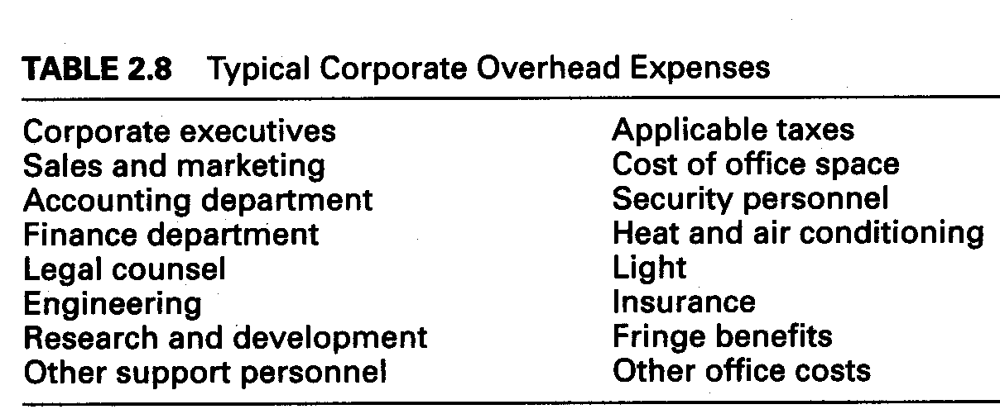 TABLE 2.8 Typical Corporate Overhead Expenses
Corporate executives
Sales and marketing
Accounting department
Finance department
Legal counsel
Engineering
Research and development
Other support personnel
Applicable taxes
Cost of office space
Security personnel
Heat and air conditioning
Light
Insurance
Fringe benefits
Other office costs